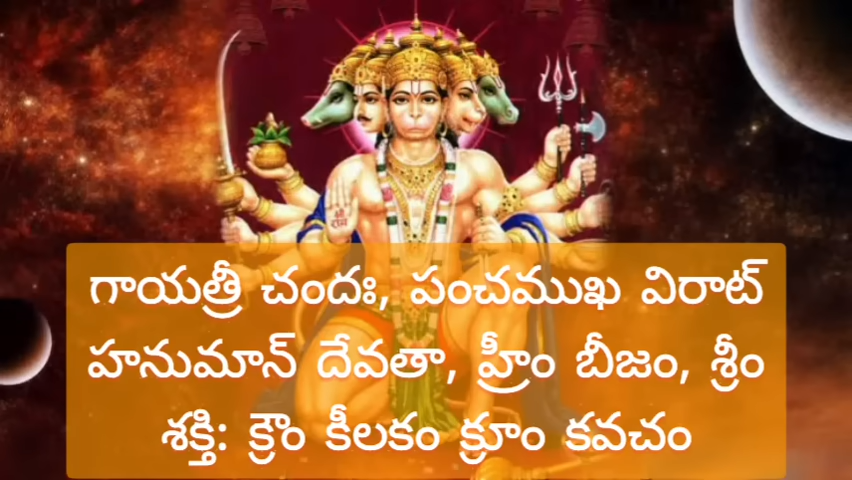 श्री
राम
గాయత్రీ చందః, పంచముఖ విరాట్
హనుమాన్ దేవతా, హ్రీం బీజం, శ్రీం
శక్తి: క్రౌం కీలకం క్రూం కవచం